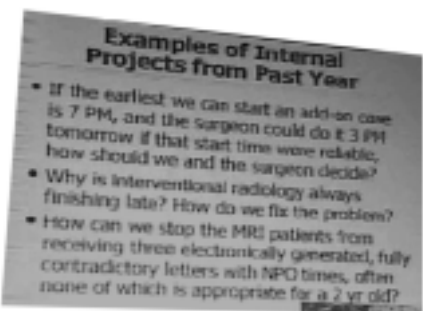 Examples of Internal
Projects from Past Year
• If the earliest we can start an add-on case
is 7 PM, and the surgeon could do it 3 PM
tomorrow if that start time were reliable,
how should we and the surgeon decide?
• Why is interventional radiology always
finishing late? How do we fix the problem?
• How can we stop the MRI patients from
receiving three electronically generated, fully
contradictory letters with NPO times, often
none of which is appropriate for a 2 yr old?